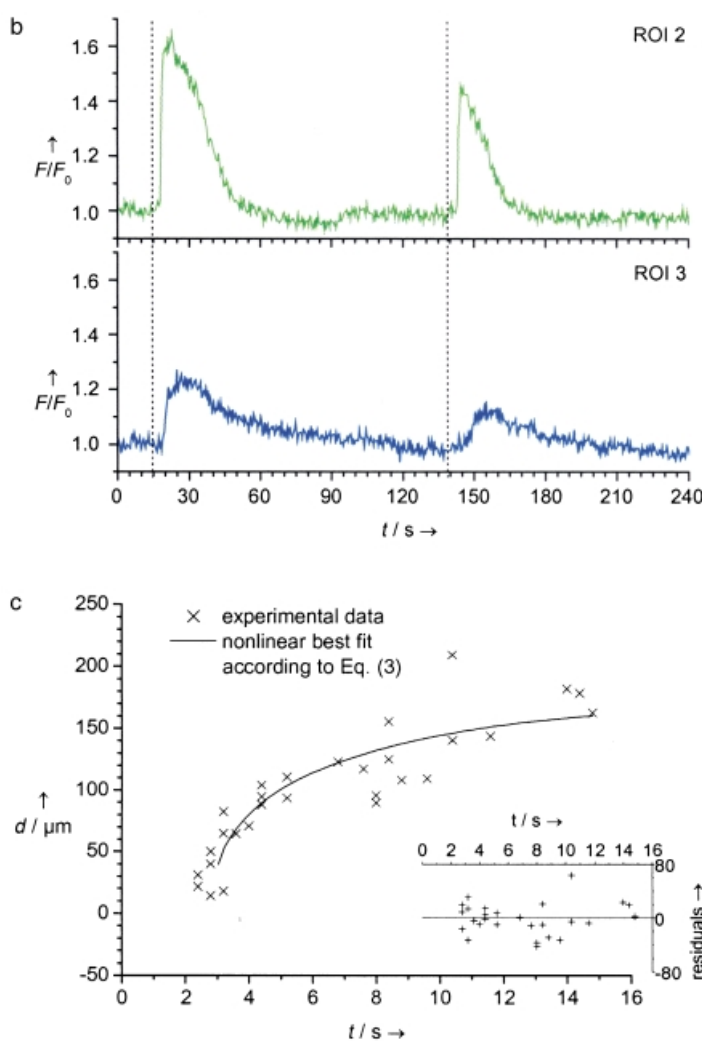 b
ROI 2
1.6
1.4
1.2
1.0
↑
F/F₀
ROI 3
1.6
1.4
1.2
1.0
↑
F/F₀
0 30 60 90 120 150 180 210 240
t / s →
c
250
200
150
100
50
0
-50
↑
d / µm
× experimental data
nonlinear best fit
according to Eq. (3)
t / s →
0 2 4 6 8 10 12 14 16
80
0
-80
residuals →
0 2 4 6 8 10 12 14 16
t / s →